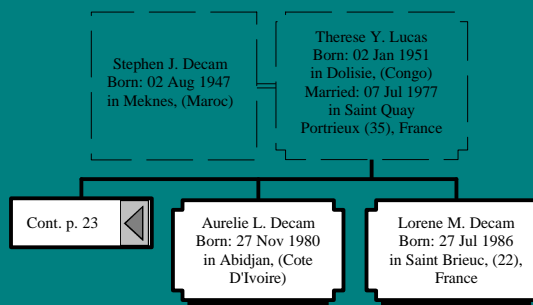 Stephen J. Decam
Born: 02 Aug 1947
in Meknes, (Maroc)
Therese Y. Lucas
Born: 02 Jan 1951
in Dolisie, (Congo)
Married: 07 Jul 1977
in Saint Quay
Portrieux (35), France
Cont. p. 23
Aurelie L. Decam
Born: 27 Nov 1980
in Abidjan, (Cote
D'Ivoire)
Lorene M. Decam
Born: 27 Jul 1986
in Saint Brieuc, (22),
France